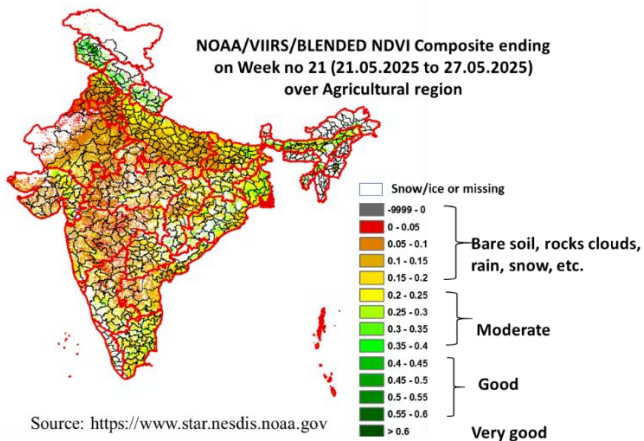 NOAA/VIIRS/BLENDED NDVI Composite ending
on Week no 21 (21.05.2025 to 27.05.2025)
over Agricultural region
Snow/ice or missing
-9999 - 0
0 - 0.05
0.05 - 0.1
0.1 - 0.15
0.15 - 0.2
0.2 - 0.25
0.25 - 0.3
0.3 - 0.35
0.35 - 0.4
0.4 - 0.45
0.45 - 0.5
0.5 - 0.55
0.55 - 0.6
> 0.6
Bare soil, rocks clouds,
rain, snow, etc.
Moderate
Good
Very good
Source: https://www.star.nesdis.noaa.gov